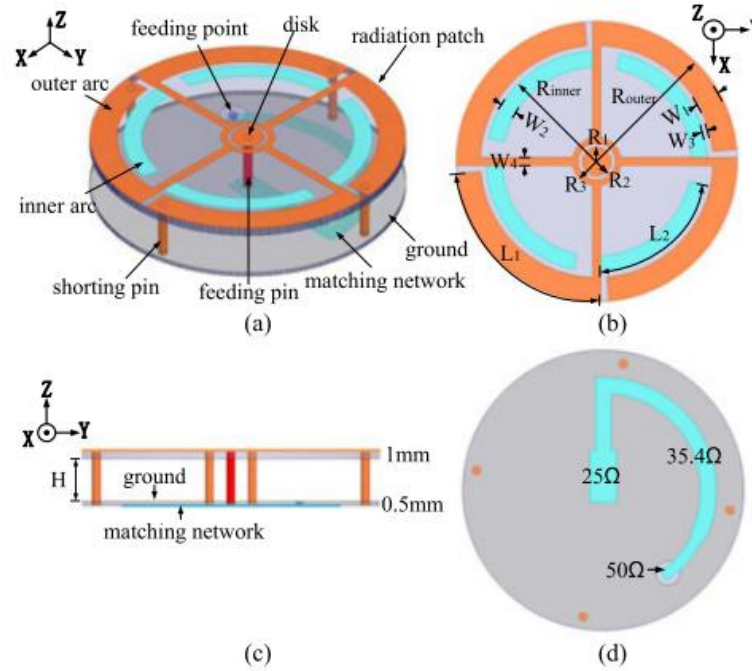 Z
X
Y
feeding point
disk
radiation patch
outer arc
inner arc
ground
shorting pin
feeding pin
matching network
(a)
Z
Y
X
Rinner
Router
W2
W
W3
R1
W4
R3
R2
L1
L2
(b)
Z
X
Y
1mm
H
ground
0.5mm
matching network
(c)
25Ω
35.4Ω
50Ω
(d)